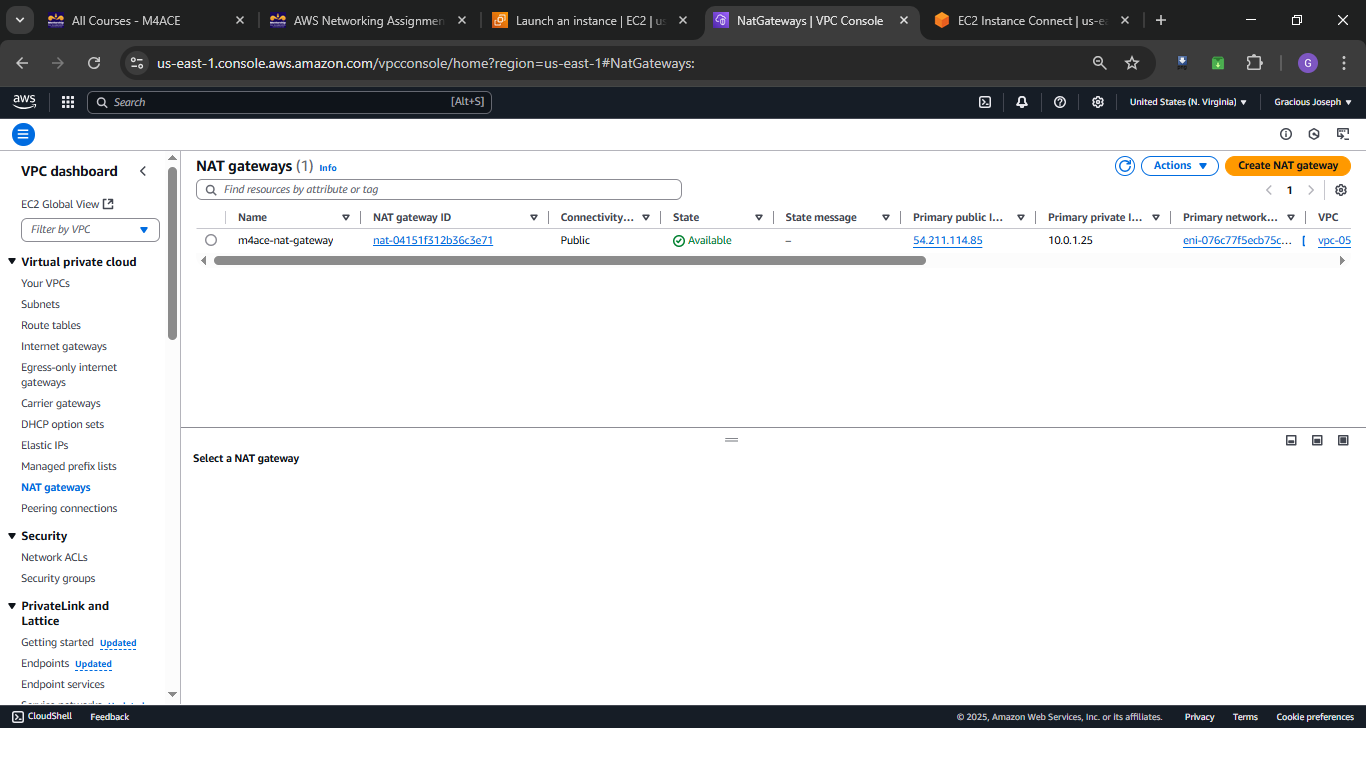 All Courses - M4ACE
AWS Networking Assignmen
Launch an instance | EC2 | us
NatGateways | VPC Console
EC2 Instance Connect | us-ea
us-east-1.console.aws.amazon.com/vpcconsole/home?region=us-east-1#NatGateways:
G
aws
Search
[Alt+S]
United States (N. Virginia)
Gracious Joseph
VPC dashboard
EC2 Global View
Filter by VPC
Virtual private cloud
Your VPCs
Subnets
Route tables
Internet gateways
Egress-only internet
gateways
Carrier gateways
DHCP option sets
Elastic IPs
Managed prefix lists
NAT gateways
Peering connections
Security
Network ACLs
Security groups
PrivateLink and
Lattice
Getting started Updated
Endpoints Updated
Endpoint services
NAT gateways (1) Info
Actions
Create NAT gateway
Find resources by attribute or tag
1
Name NAT gateway ID Connectivity... State State message Primary public I... Primary private I... Primary network... VPC
m4ace-nat-gateway nat-04151f312b36c3e71 Public Available – 54.211.114.85 10.0.1.25 eni-076c77f5ecb75c... vpc-05
Select a NAT gateway
CloudShell Feedback
© 2025, Amazon Web Services, Inc. or its affiliates. Privacy Terms Cookie preferences